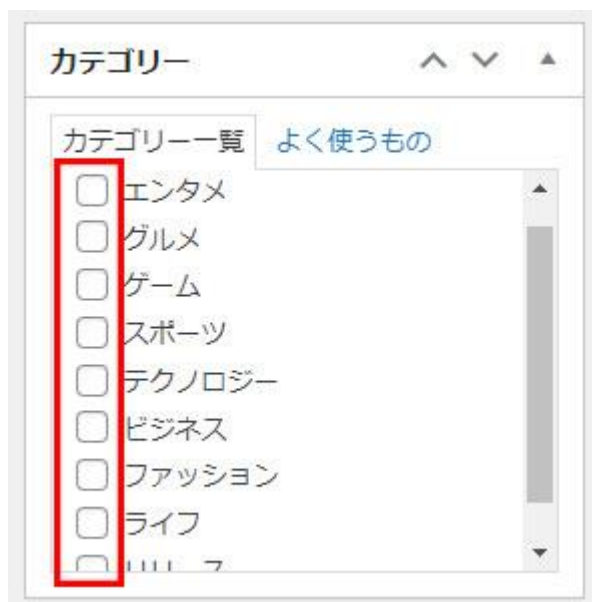 カテゴリー
カテゴリー一覧 よく使うもの
エンタメ
グルメ
ゲーム
スポーツ
テクノロジー
ビジネス
ファッション
ライフ